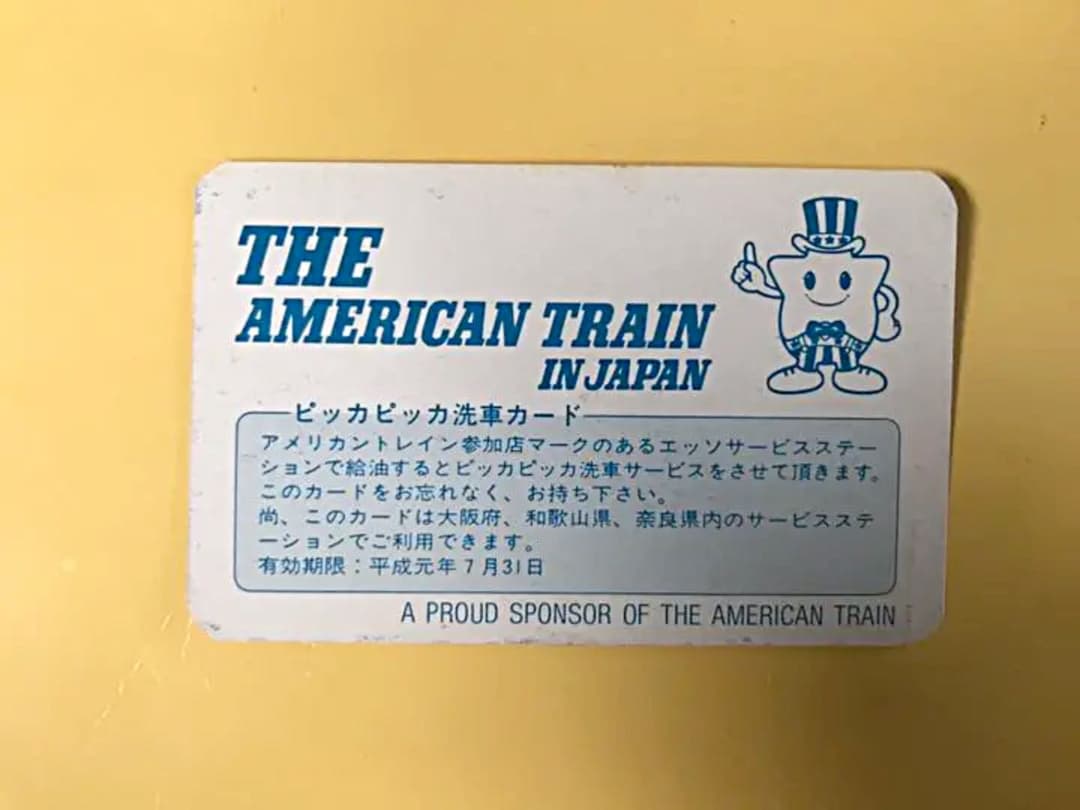 THE
AMERICAN TRAIN
IN JAPAN
ピッカピッカ洗車カード
アメリカントレイン参加店マークのあるエッソサービスステー
ションで給油するとピッカピッカ洗車サービスをさせて頂きます。
このカードをお忘れなく、お持ち下さい。
尚、このカードは大阪府、和歌山県、奈良県内のサービスステ
ーションでご利用できます。
有効期限：平成元年7月31日
A PROUD SPONSOR OF THE AMERICAN TRAIN